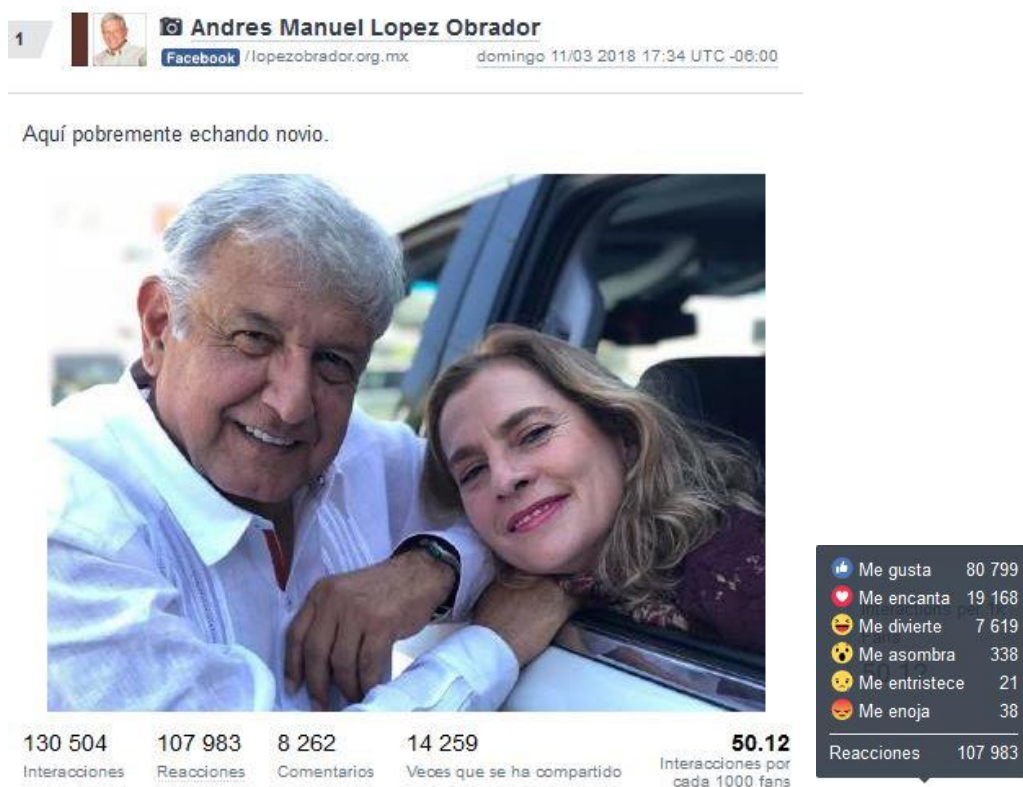 1
Andres Manuel Lopez Obrador
Facebook /lopezobrador.org.mx domingo 11/03 2018 17:34 UTC -06:00
Aquí pobremente echando novio.
130 504 107 983 8 262 14 259 50.12
Interacciones Reacciones Comentarios Veces que se ha compartido Interacciones por
cada 1000 fans
Me gusta 80 799
Me encanta 19 168
Me divierte 7 619
Me asombra 338
Me entristece 21
Me enoja 38
Reacciones 107 983